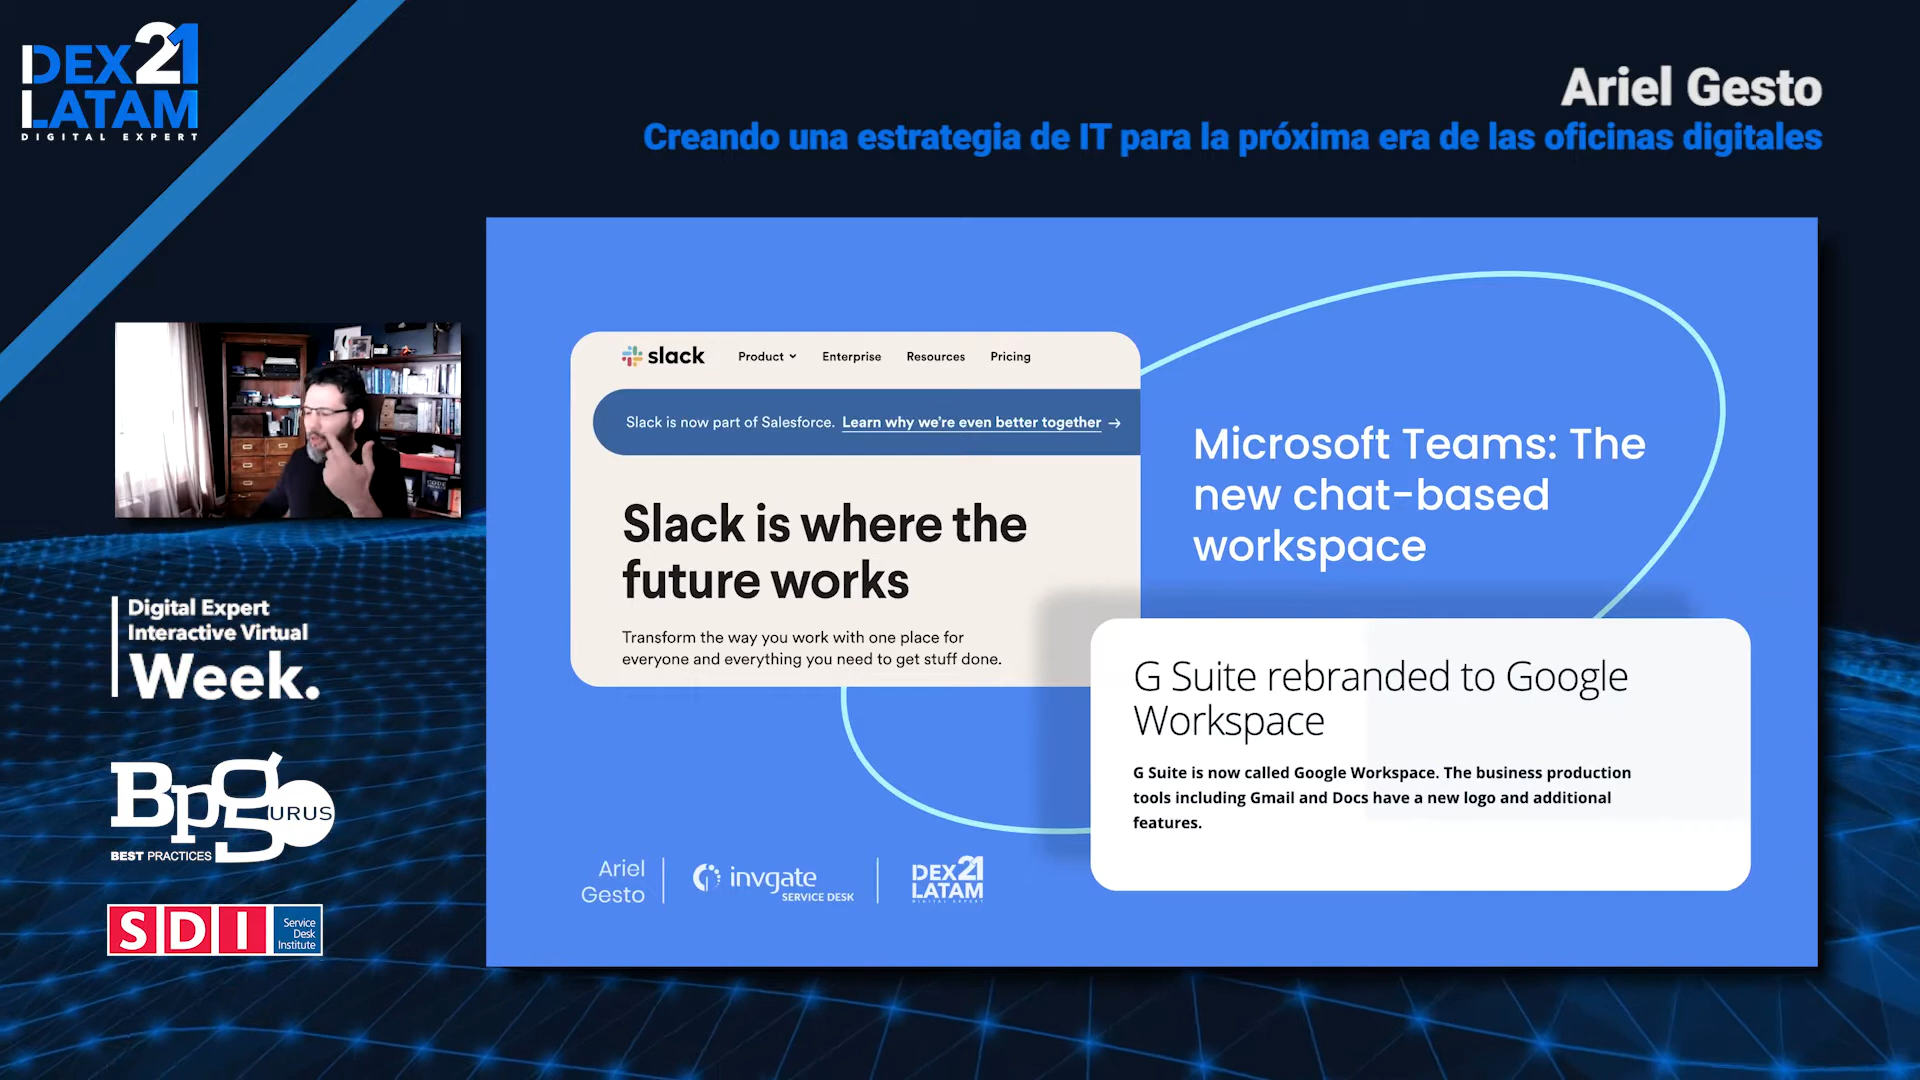 DEX21
LATAM
DIGITAL EXPERT
Ariel Gesto
Creando una estrategia de IT para la próxima era de las oficinas digitales
slack
Product
Enterprise
Resources
Pricing
Slack is now part of Salesforce. Learn why we're even better together →
Slack is where the
future works
Transform the way you work with one place for
everyone and everything you need to get stuff done.
Microsoft Teams: The
new chat-based
workspace
G Suite rebranded to Google
Workspace
G Suite is now called Google Workspace. The business production
tools including Gmail and Docs have a new logo and additional
features.
Ariel
Gesto
invgate
SERVICE DESK
DEX21
LATAM
DIGITAL EXPERT
Digital Expert
Interactive Virtual
Week.
BpGURUS
BEST PRACTICES
SDI
Service
Desk
Institute